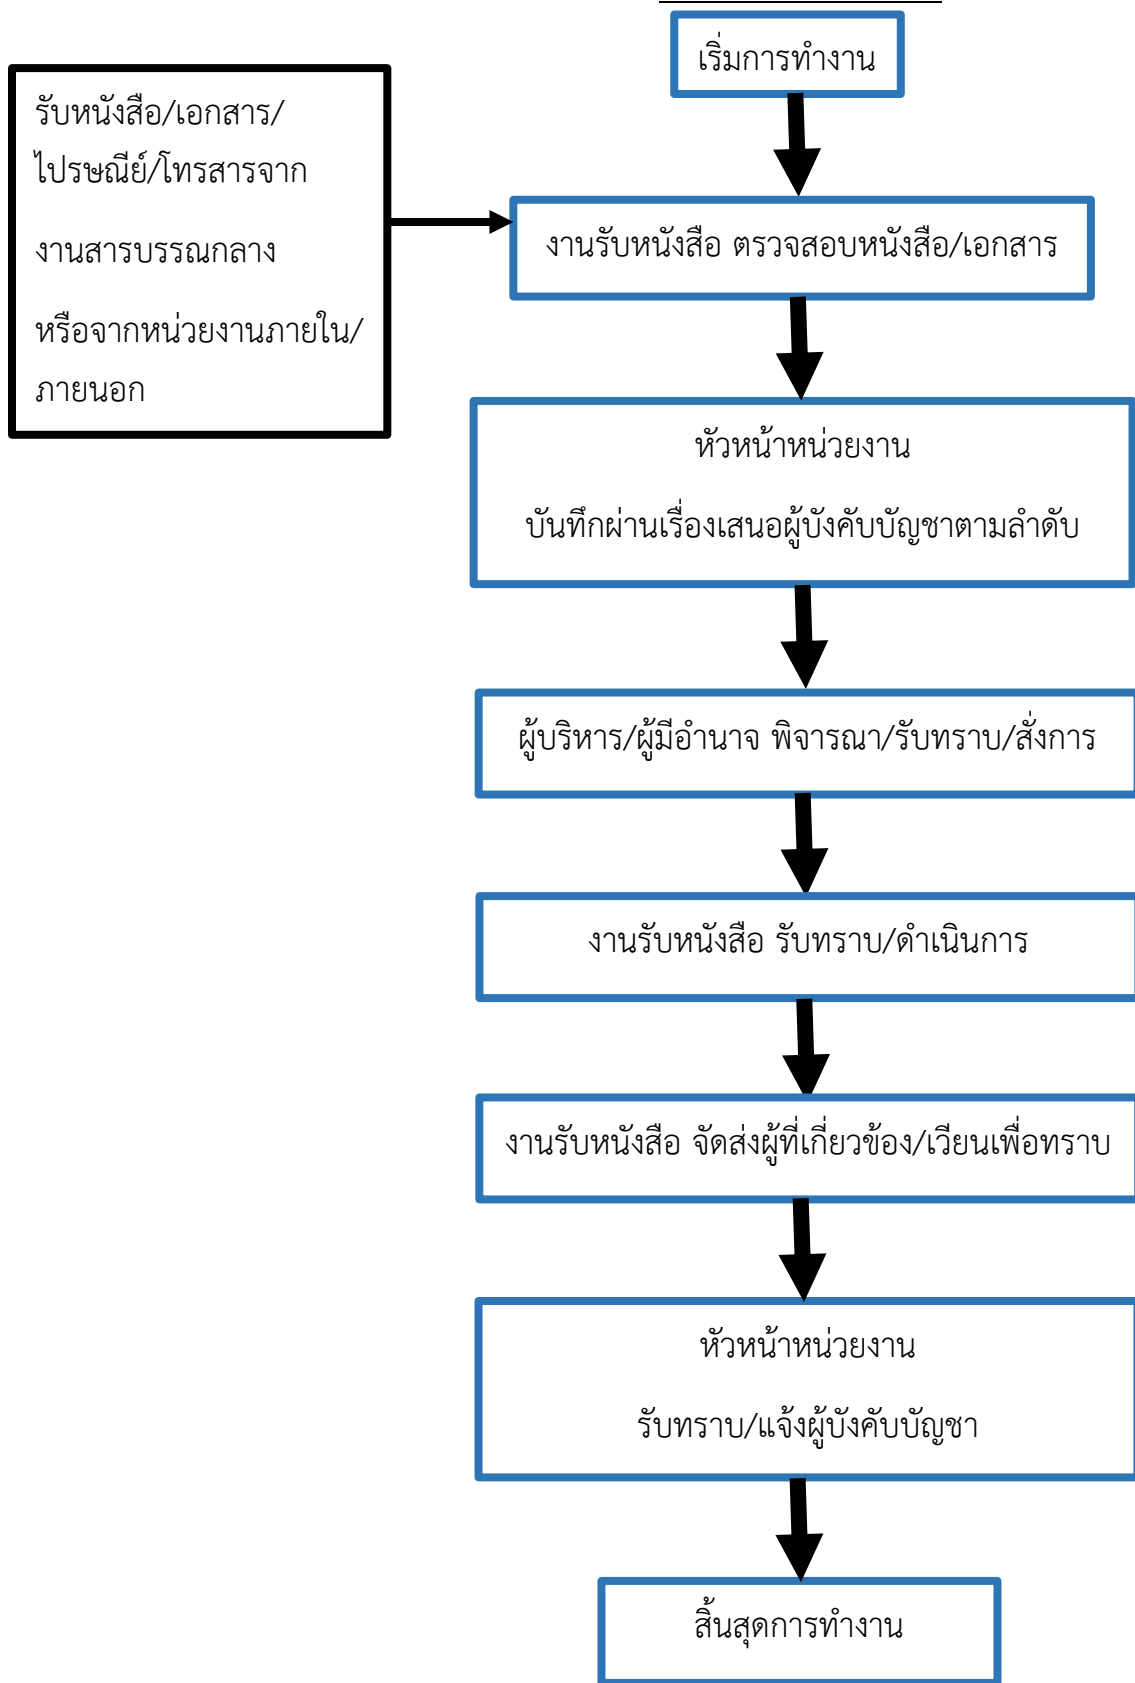 เริ่มการทำงาน
รับหนังสือ/เอกสาร/
ไปรษณีย์/โทรสารจาก
งานสารบรรณกลาง
หรือจากหน่วยงานภายใน/
ภายนอก
งานรับหนังสือ ตรวจสอบหนังสือ/เอกสาร
หัวหน้าหน่วยงาน
บันทึกผ่านเรื่องเสนอผู้บังคับบัญชาตามลำดับ
ผู้บริหาร/ผู้มีอำนาจ พิจารณา/รับทราบ/สั่งการ
งานรับหนังสือ รับทราบ/ดำเนินการ
งานรับหนังสือ จัดส่งผู้ที่เกี่ยวข้อง/เวียนเพื่อทราบ
หัวหน้าหน่วยงาน
รับทราบ/แจ้งผู้บังคับบัญชา
สิ้นสุดการทำงาน